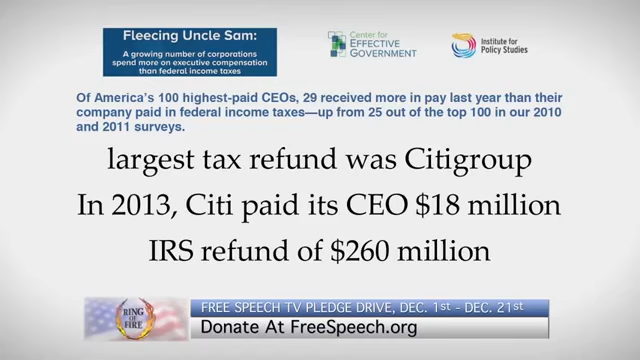 Fleecing Uncle Sam:
A growing number of corporations
spend more on executive compensation
than federal income taxes
Center for
EFFECTIVE
GOVERNMENT
Institute for
Policy Studies
Of America's 100 highest-paid CEOs, 29 received more in pay last year than their
company paid in federal income taxes—up from 25 out of the top 100 in our 2010
and 2011 surveys.
largest tax refund was Citigroup
In 2013, Citi paid its CEO $18 million
IRS refund of $260 million
RING
OF FIRE
FREE SPEECH TV PLEDGE DRIVE, DEC. 1st - DEC. 21st
Donate At FreeSpeech.org